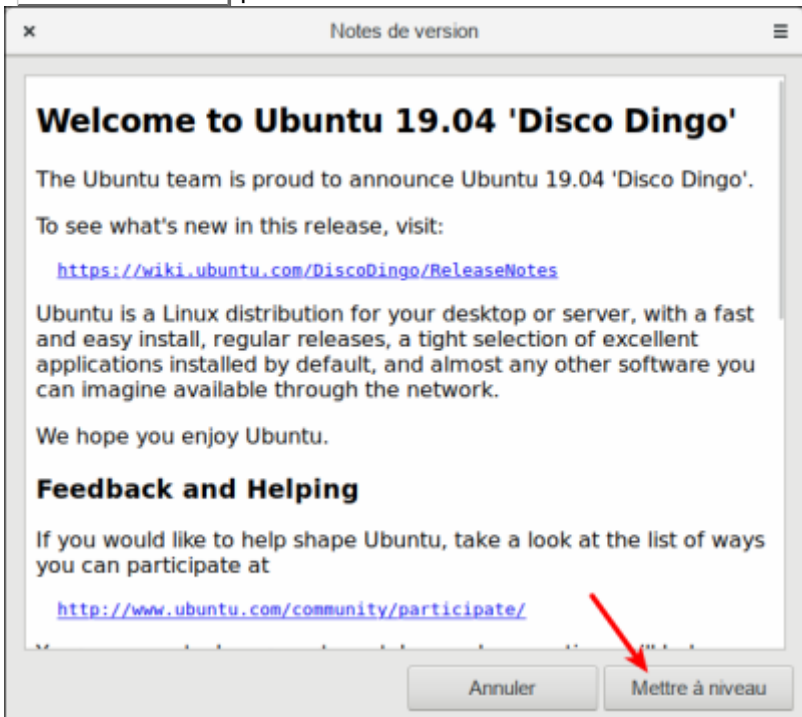 Notes de version
Welcome to Ubuntu 19.04 'Disco Dingo'
The Ubuntu team is proud to announce Ubuntu 19.04 'Disco Dingo'.
To see what's new in this release, visit:
https://wiki.ubuntu.com/DiscoDingo/ReleaseNotes
Ubuntu is a Linux distribution for your desktop or server, with a fast
and easy install, regular releases, a tight selection of excellent
applications installed by default, and almost any other software you
can imagine available through the network.
We hope you enjoy Ubuntu.
Feedback and Helping
If you would like to help shape Ubuntu, take a look at the list of ways
you can participate at
http://www.ubuntu.com/community/participate/
Annuler
Mettre à niveau